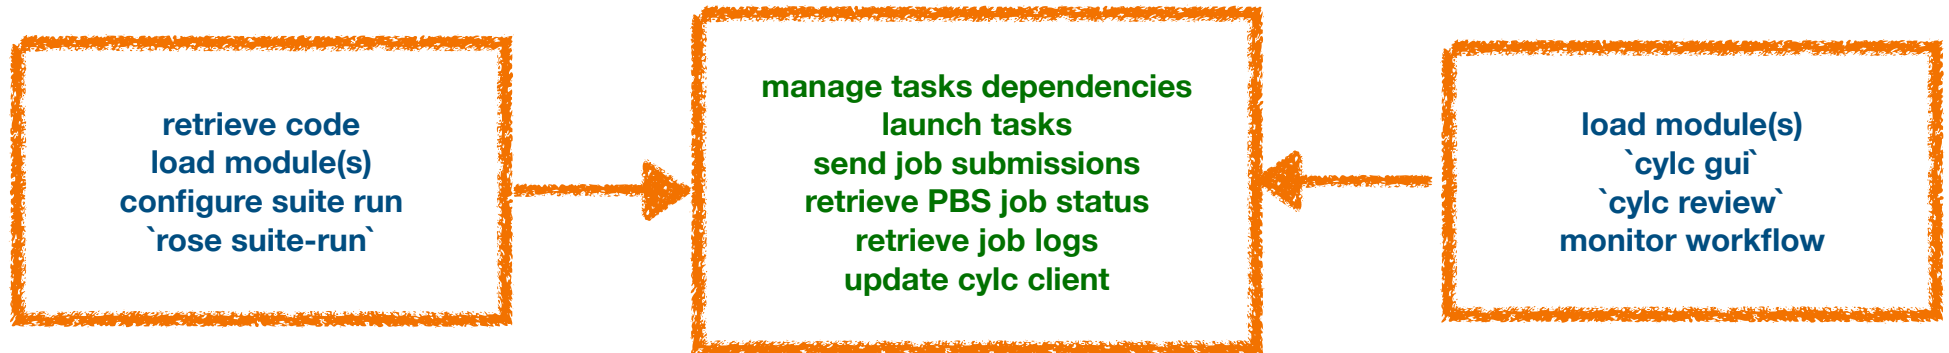 retrieve code
load module(s)
configure suite run
`rose suite-run`
manage tasks dependencies
launch tasks
send job submissions
retrieve PBS job status
retrieve job logs
update cylc client
load module(s)
`cylc gui`
`cylc review`
monitor workflow